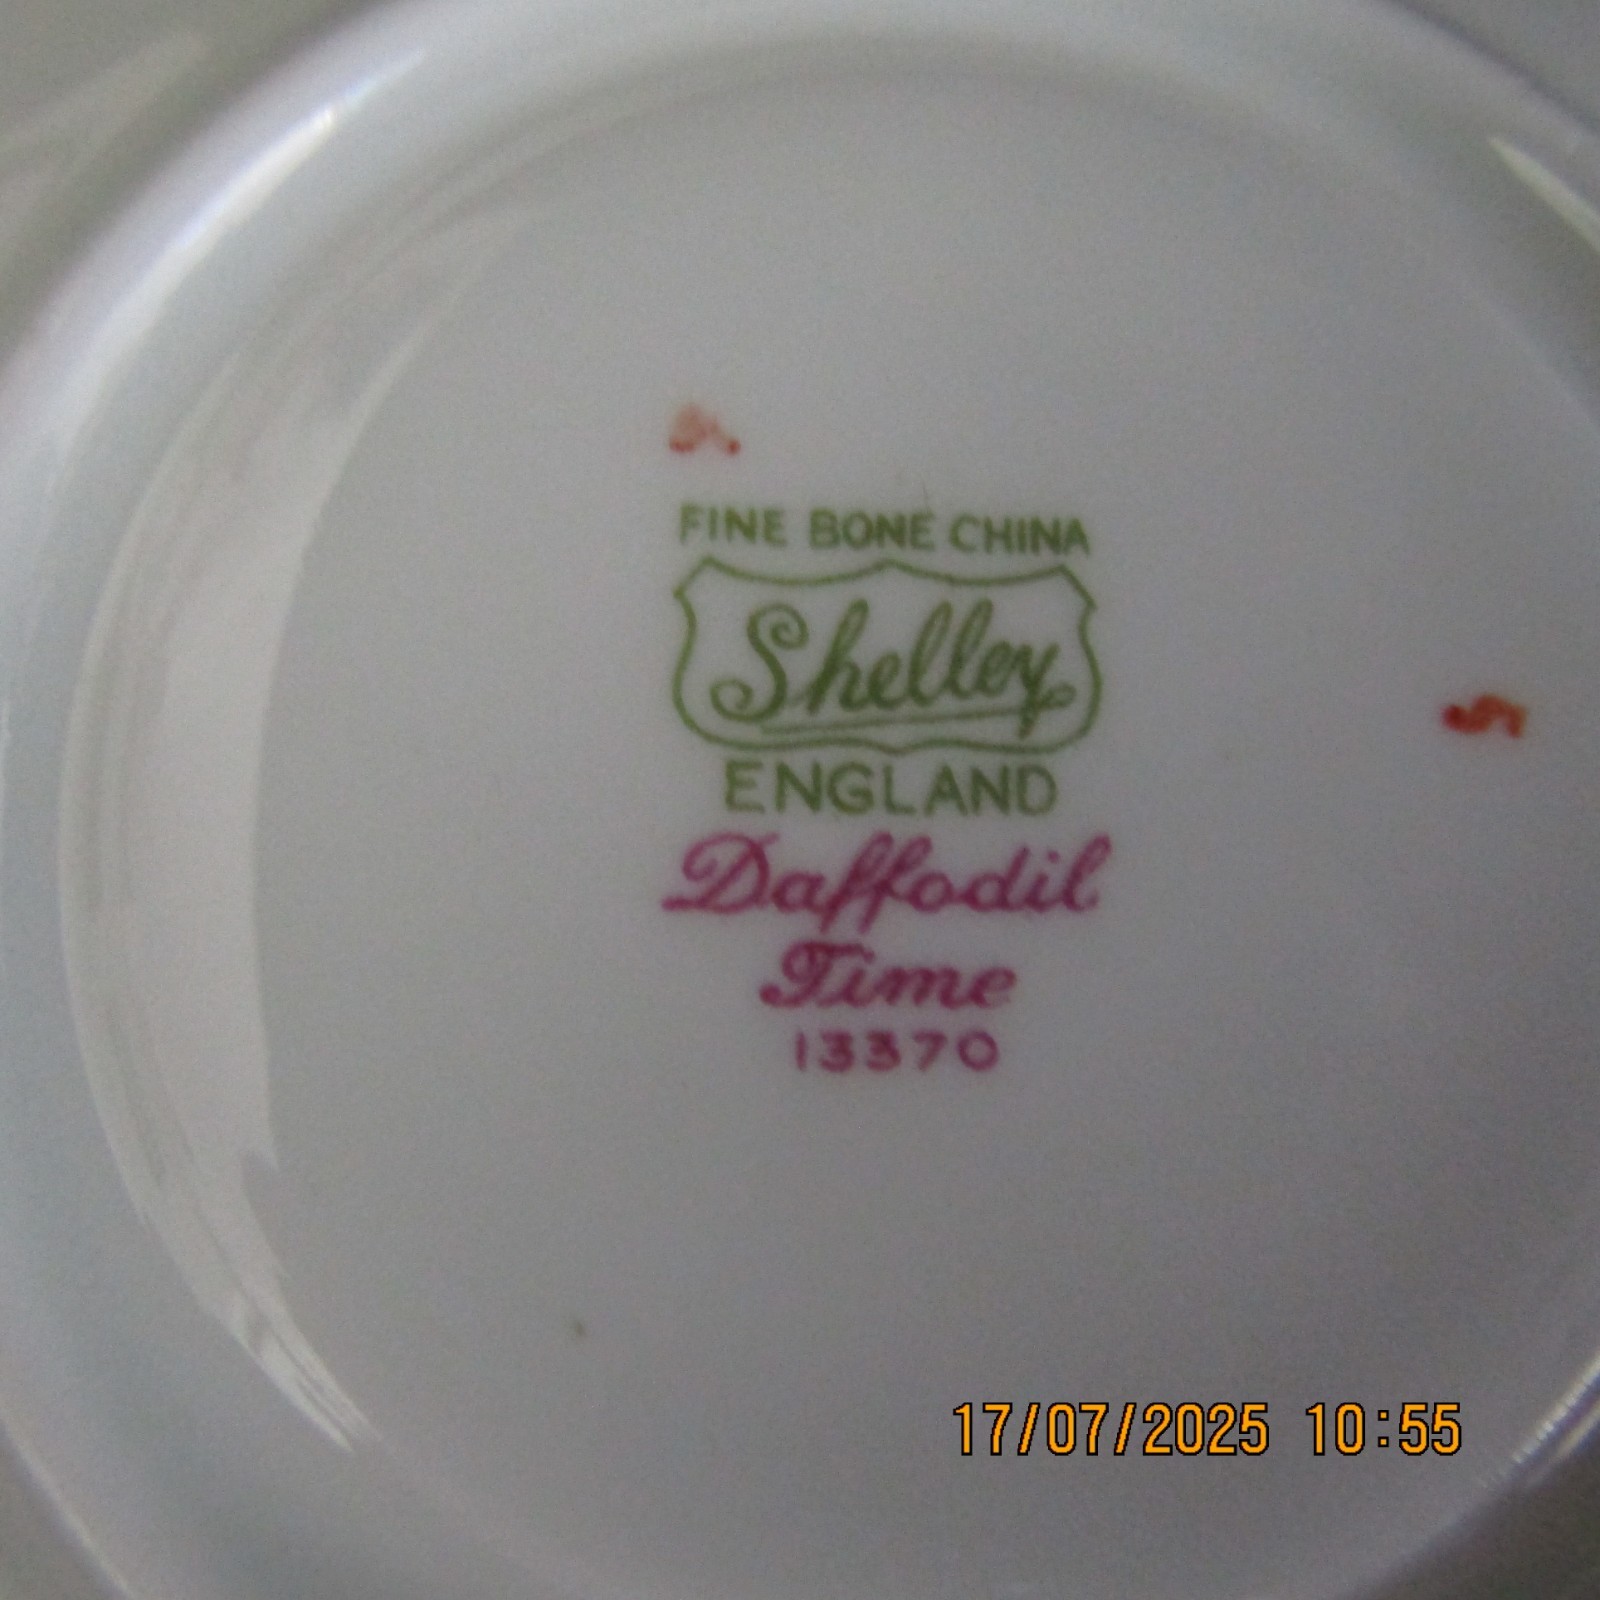 FINE BONE CHINA
Shelley
ENGLAND
Daffodil
Time
13370
17/07/2025 10:55